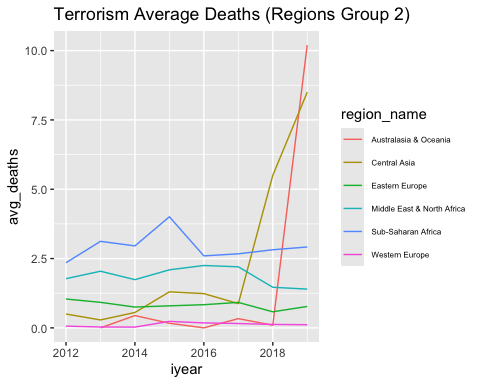 Terrorism Average Deaths (Regions Group 2)
10.0
7.5
5.0
2.5
0.0
avg_deaths
2012
2014
2016
2018
iyear
region_name
Australasia & Oceania
Central Asia
Eastern Europe
Middle East & North Africa
Sub-Saharan Africa
Western Europe